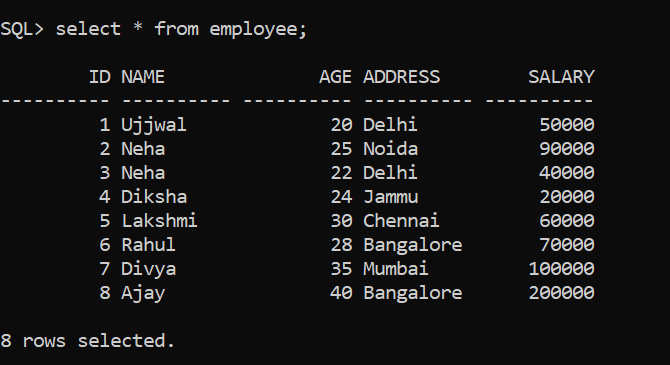 SQL> select * from employee;
ID NAME AGE ADDRESS SALARY
---------- ---------- ---------- ---------- ----------
1 Ujjwal 20 Delhi 50000
2 Neha 25 Noida 90000
3 Neha 22 Delhi 40000
4 Diksha 24 Jammu 20000
5 Lakshmi 30 Chennai 60000
6 Rahul 28 Bangalore 70000
7 Divya 35 Mumbai 100000
8 Ajay 40 Bangalore 200000
8 rows selected.